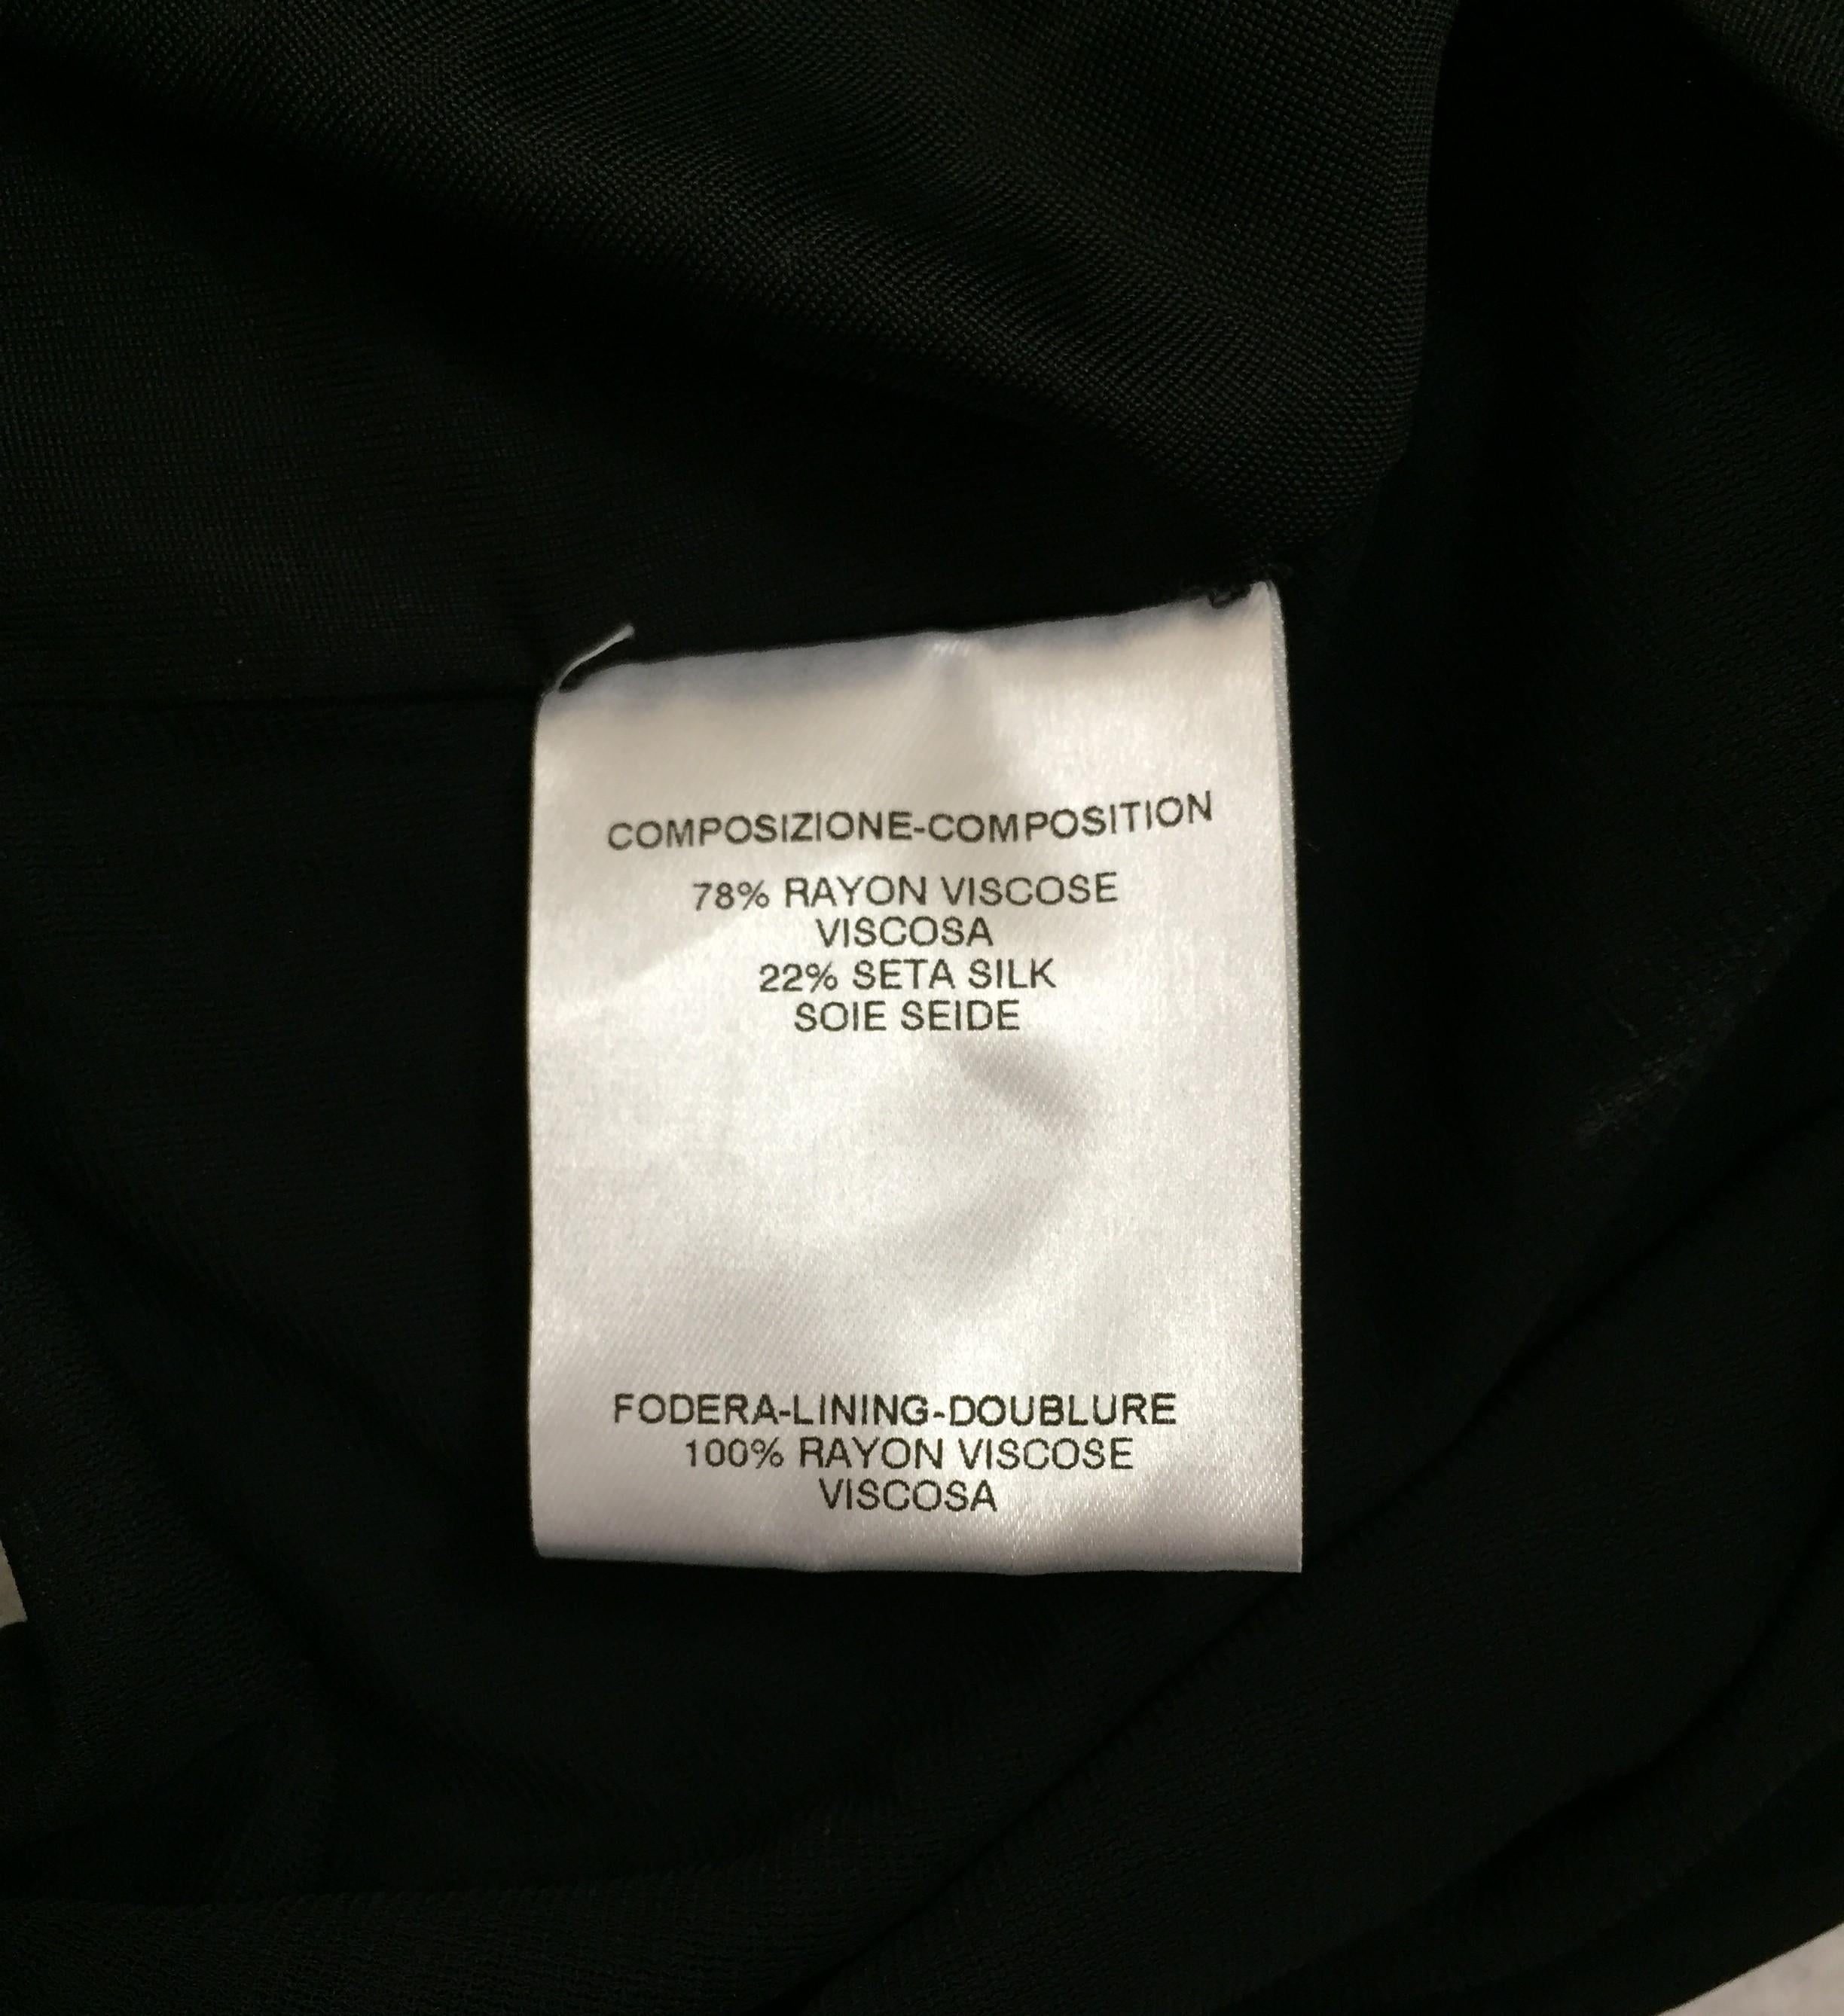 COMPOSIZIONE-COMPOSITION
78% RAYON VISCOSE
VISCOSA
22% SETA SILK
SOIE SEIDE
FODERA-LINING-DOUBLURE
100% RAYON VISCOSE
VISCOSA